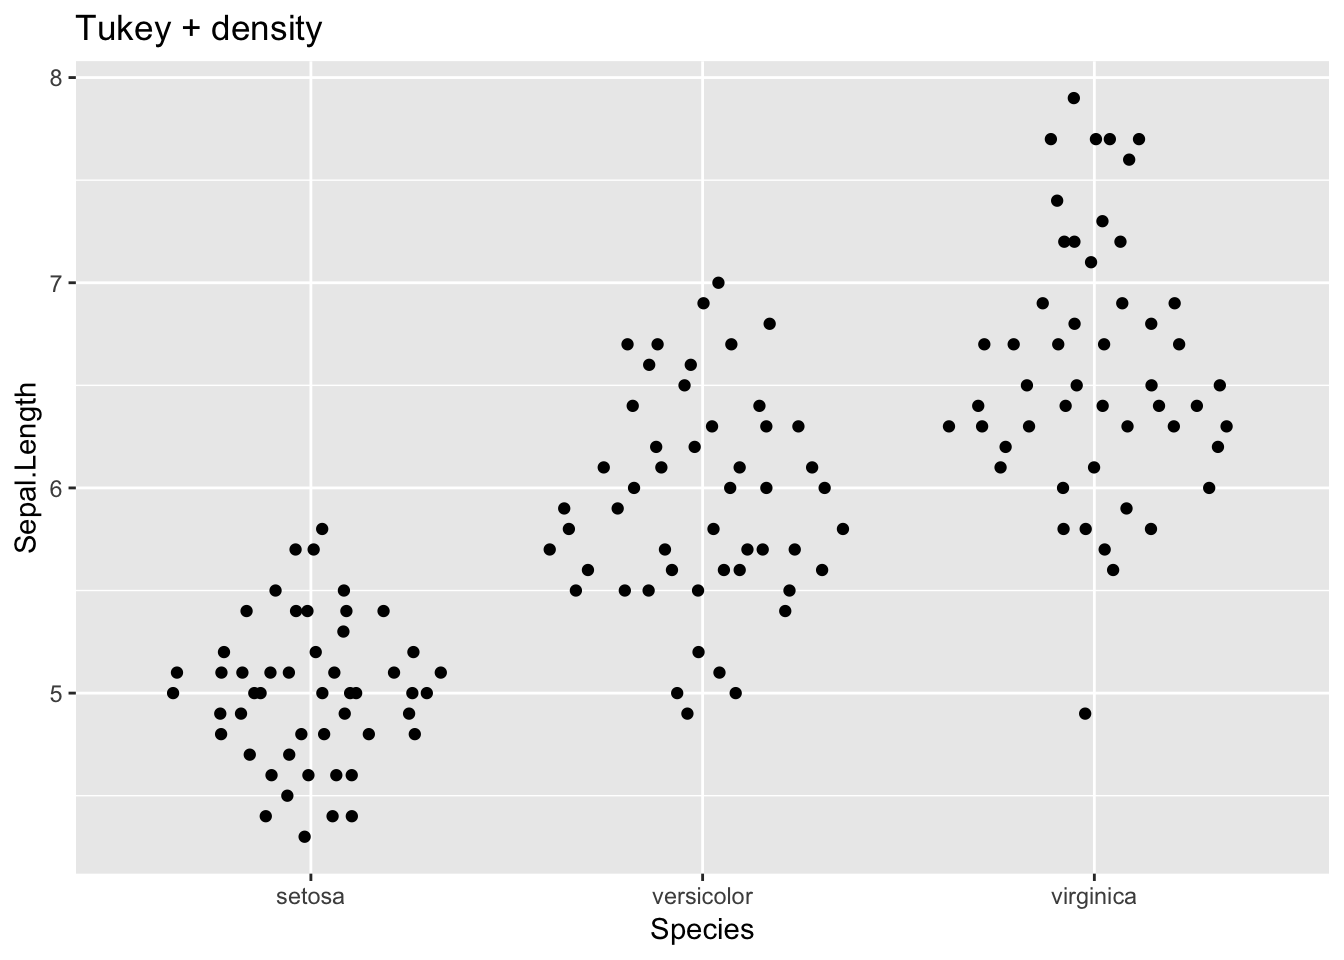 Tukey + density
8
7
6
5
Sepal.Length
setosa versicolor virginica
Species